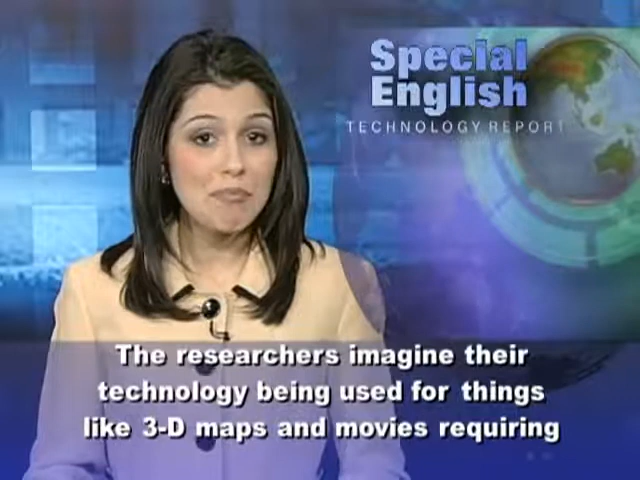 Special
English
TECHNOLOGY REPORT
The researchers imagine their
technology being used for things
like 3-D maps and movies requiring